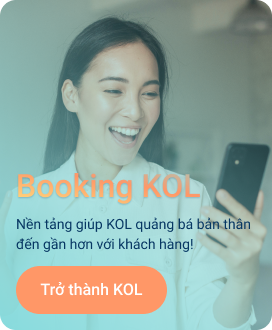 Booking KOL
Nền tảng giúp KOL quảng bá bản thân
đến gần hơn với khách hàng!
Trở thành KOL